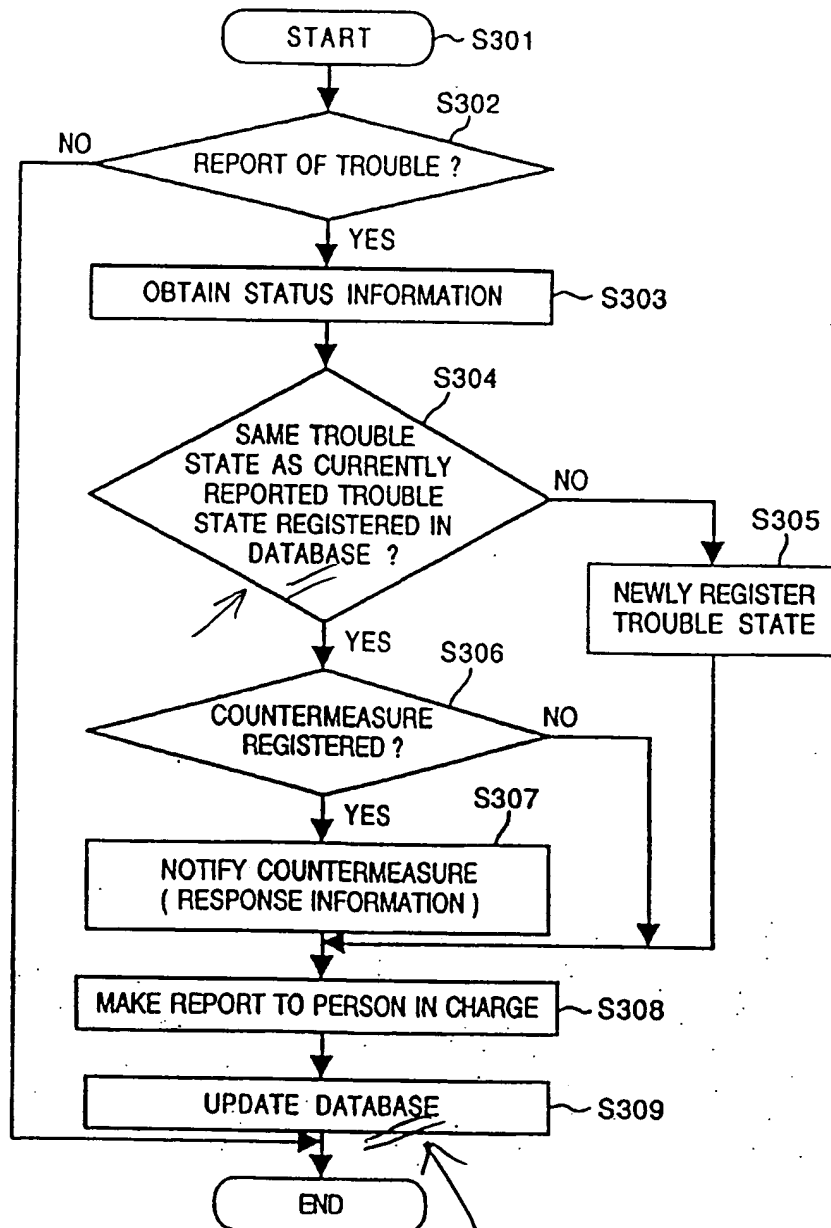 START
S301
S302
NO
REPORT OF TROUBLE ?
YES
OBTAIN STATUS INFORMATION
S303
S304
SAME TROUBLE
STATE AS CURRENTLY
REPORTED TROUBLE
STATE REGISTERED IN
DATABASE ?
NO
S305
NEWLY REGISTER
TROUBLE STATE
YES
S306
COUNTERMEASURE
REGISTERED ?
NO
YES
S307
NOTIFY COUNTERMEASURE
( RESPONSE INFORMATION )
MAKE REPORT TO PERSON IN CHARGE
S308
UPDATE DATABASE
S309
END